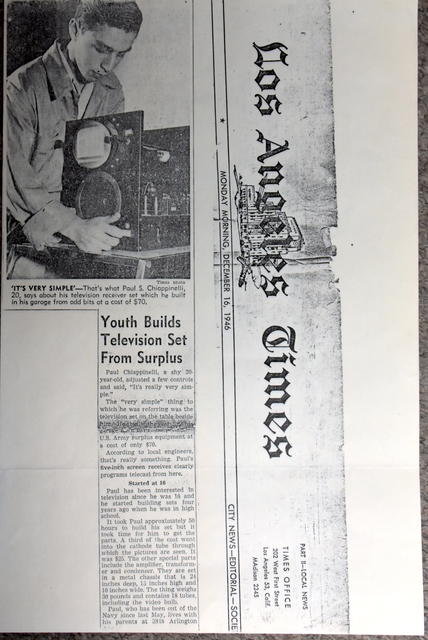 Los Angeles Times
MONDAY MORNING, DECEMBER 16, 1946
CITY NEWS—EDITORIAL—SOCIE
PART II—LOCAL NEWS
TIMES OFFICE
202 West First Street
Los Angeles 53, Calif.
MAdison 2345
Times photo
'IT'S VERY SIMPLE'—That's what Paul S. Chiappinelli,
20, says about his television receiver set which he built
in his garage from odd bits at a cost of $70.
Youth Builds
Television Set
From Surplus
Paul Chiappinelli, a shy 20-
year-old, adjusted a few controls
and said, "It's really very sim-
ple."
The "very simple" thing to
which he was referring was the
television set on the table beside
U.S. Army surplus equipment at
a cost of only $70.
According to local engineers,
that's really something. Paul's
five-inch screen receives clearly
programs telecast from here.
Started at 16
Paul has been interested in
television since he was 16 and
he started building sets four
years ago when he was in high
school.
It took Paul approximately 50
hours to build his set but it
took time for him to get the
parts. A third of the cost went
into the cathode tube through
which the pictures are seen. It
was $25. The other special parts
include the amplifier, transform-
er and condenser. They are set
in a metal chassis that is 24
inches deep, 15 inches high and
10 inches wide. The thing weighs
30 pounds and contains 18 tubes,
including the video tube.
Paul, who has been out of the
Navy since last May, lives with
his parents at Arlington